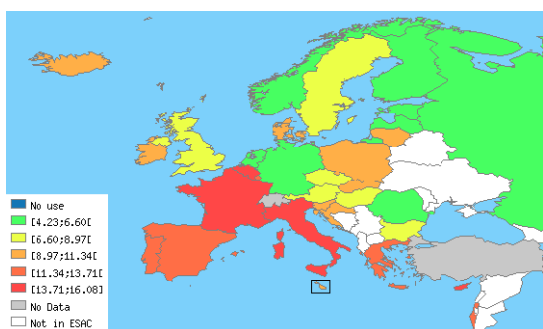 No use
[4.23;6.60[
[6.60;8.97[
[8.97;11.34[
[11.34;13.71[
[13.71;16.08[
No Data
Not in ESAC